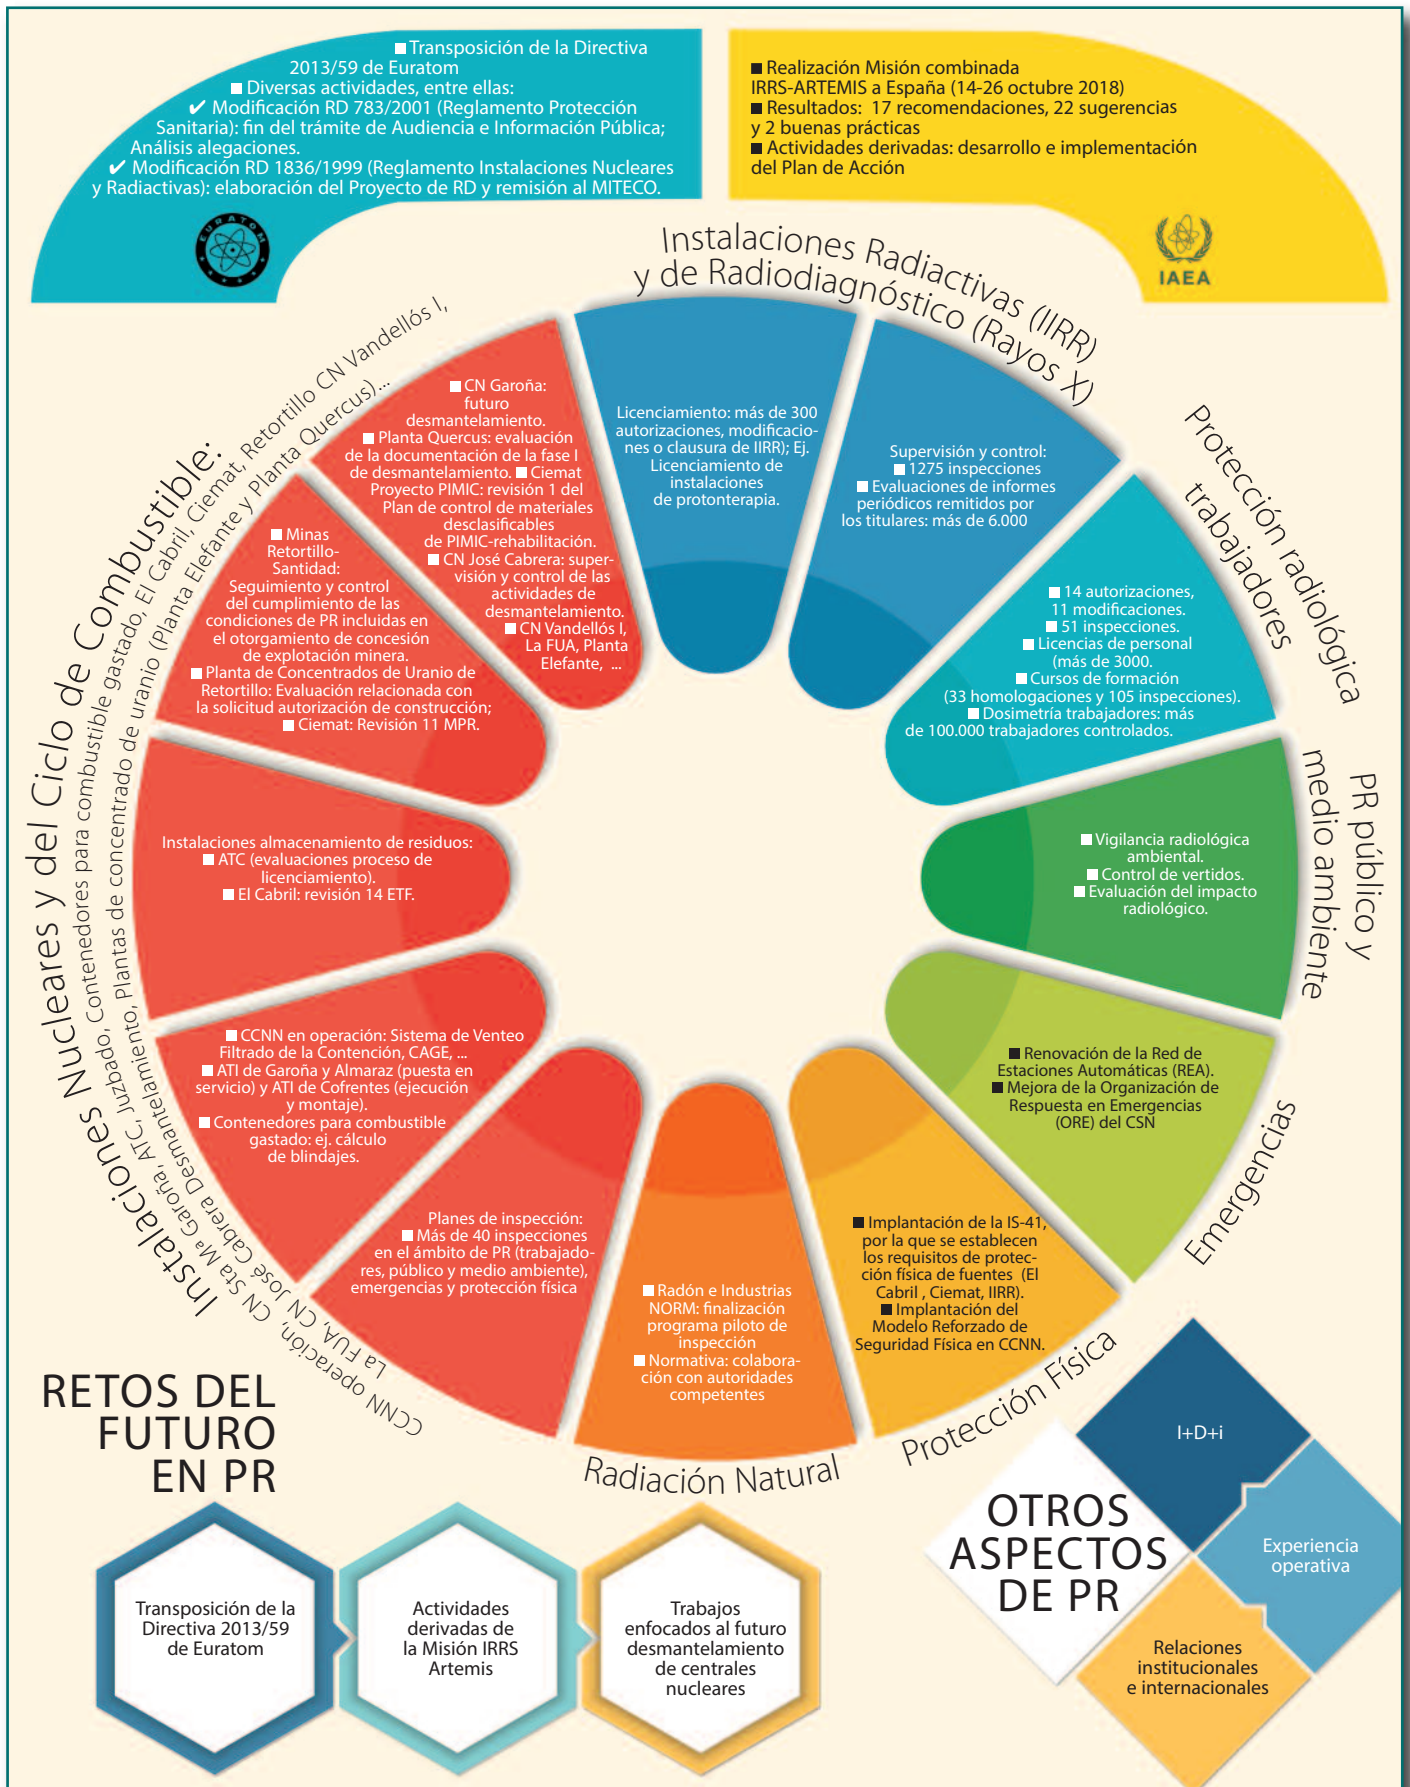 ■ Transposición de la Directiva
2013/59 de Euratom
■ Diversas actividades, entre ellas:
✔ Modificación RD 783/2001 (Reglamento Protección
Sanitaria): fin del trámite de Audiencia e Información Pública;
Análisis alegaciones.
✔ Modificación RD 1836/1999 (Reglamento Instalaciones Nucleares
y Radiactivas): elaboración del Proyecto de RD y remisión al MITECO.
EURATOM
■ Realización Misión combinada
IRRS-ARTEMIS a España (14-26 octubre 2018)
■ Resultados: 17 recomendaciones, 22 sugerencias
y 2 buenas prácticas
■ Actividades derivadas: desarrollo e implementación
del Plan de Acción
IAEA
Instalaciones Radiactivas (IIRR)
y de Radiodiagnóstico (Rayos X)
Licenciamiento: más de 300
autorizaciones, modificacio-
nes o clausura de IIRR); Ej.
Licenciamiento de
instalaciones
de protonterapia.
Supervisión y control:
■ 1275 inspecciones
■ Evaluaciones de informes
periódicos remitidos por
los titulares: más de 6.000
Protección radiológica
trabajadores
■ 14 autorizaciones,
11 modificaciones.
■ 51 inspecciones.
■ Licencias de personal
(más de 3000.
■ Cursos de formación
(33 homologaciones y 105 inspecciones).
■ Dosimetría trabajadores: más
de 100.000 trabajadores controlados.
PR público y
medio ambiente
■ Vigilancia radiológica
ambiental.
■ Control de vertidos.
■ Evaluación del impacto
radiológico.
Emergencias
■ Renovación de la Red de
Estaciones Automáticas (REA).
■ Mejora de la Organización de
Respuesta en Emergencias
(ORE) del CSN
Protección Física
■ Implantación de la IS-41,
por la que se establecen
los requisitos de protec-
ción física de fuentes (El
Cabril , Ciemat, IIRR).
■ Implantación del
Modelo Reforzado de
Seguridad Física en CCNN.
Radiación Natural
■ Radón e Industrias
NORM: finalización
programa piloto de
inspección
■ Normativa: colabora-
ción con autoridades
competentes
Instalaciones Nucleares y del Ciclo de Combustible:
CN Sta Mª Garoña, ATC, Juzbado, Contenedores para combustible gastado, El Cabril, Ciemat, Retortillo CN Vandellós I,
CCNN operación, CN José Cabrera Desmantelamiento, Plantas de concentrado de uranio (Planta Elefante y Planta Quercus)...
La FUA,
Planes de inspección:
■ Más de 40 inspecciones
en el ámbito de PR (trabajado-
res, público y medio ambiente),
emergencias y protección física
■ CCNN en operación: Sistema de Venteo
Filtrado de la Contención, CAGE, ...
■ ATI de Garoña y Almaraz (puesta en
servicio) y ATI de Cofrentes (ejecución
y montaje).
■ Contenedores para combustible
gastado: ej. cálculo
de blindajes.
Instalaciones almacenamiento de residuos:
■ ATC (evaluaciones proceso de
licenciamiento).
■ El Cabril: revisión 14 ETF.
■ Minas
Retortillo-
Santidad:
Seguimiento y control
del cumplimiento de las
condiciones de PR incluidas en
el otorgamiento de concesión
de explotación minera.
■ Planta de Concentrados de Uranio de
Retortillo: Evaluación relacionada con
la solicitud autorización de construcción;
■ Ciemat: Revisión 11 MPR.
■ CN Garoña:
futuro
desmantelamiento.
■ Planta Quercus: evaluación
de la documentación de la fase I
de desmantelamiento. ■ Ciemat
Proyecto PIMIC: revisión 1 del
Plan de control de materiales
desclasificables
de PIMIC-rehabilitación.
■ CN José Cabrera: super-
visión y control de las
actividades de
desmantelamiento.
■ CN Vandellós I,
La FUA, Planta
Elefante, ...
RETOS DEL
FUTURO
EN PR
Transposición de la
Directiva 2013/59
de Euratom
Actividades
derivadas de
la Misión IRRS
Artemis
Trabajos
enfocados al futuro
desmantelamiento
de centrales
nucleares
OTROS
ASPECTOS
DE PR
I+D+i
Experiencia
operativa
Relaciones
institucionales
e internacionales